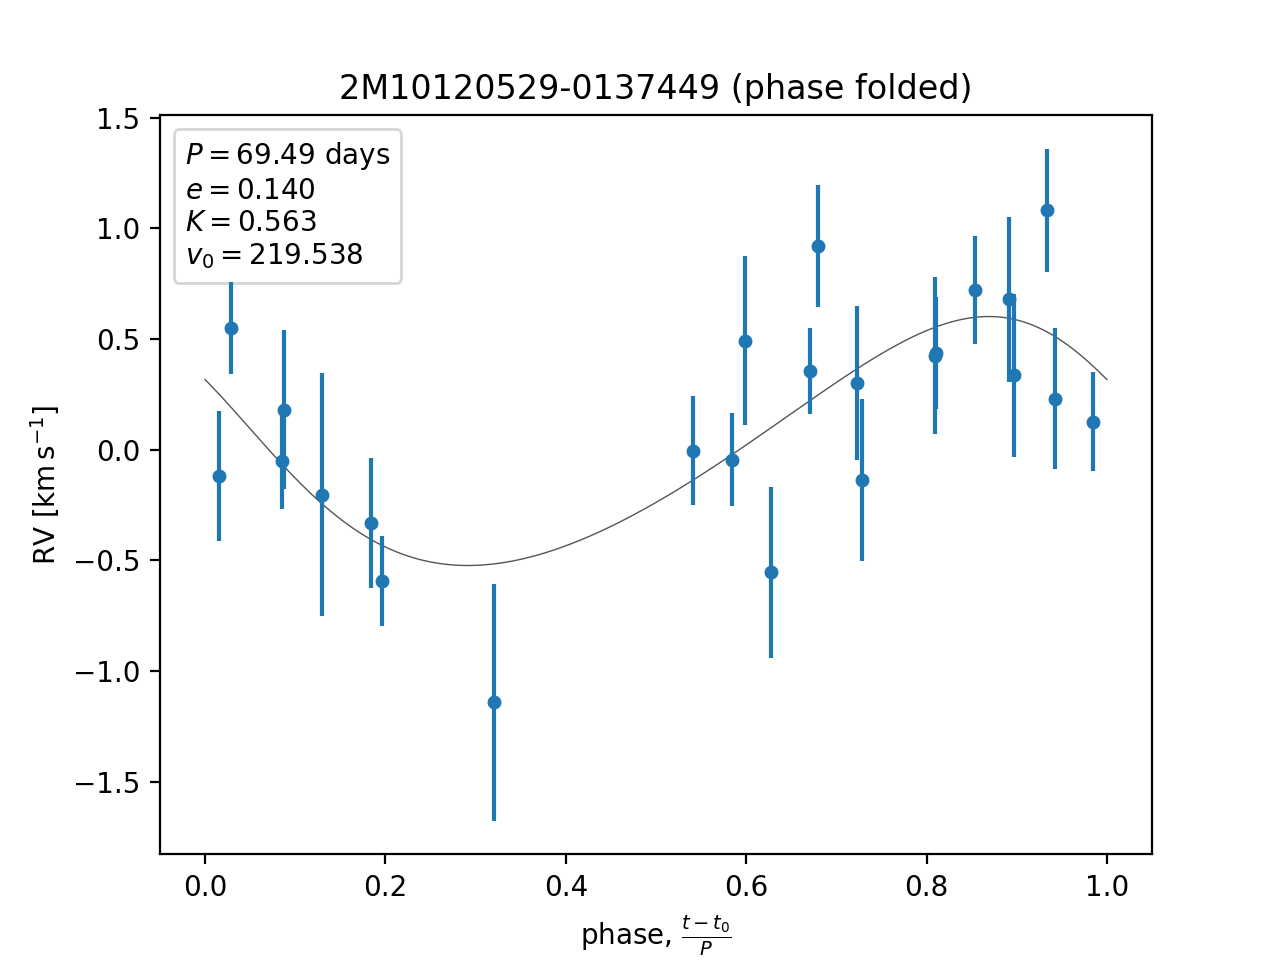 2M10120529-0137449 (phase folded)
P = 69.49 days
e = 0.140
K = 0.563
v₀ = 219.538
1.5
1.0
0.5
0.0
−0.5
−1.0
−1.5
RV [km s⁻¹]
0.0 0.2 0.4 0.6 0.8 1.0
phase, (t − t₀)/P